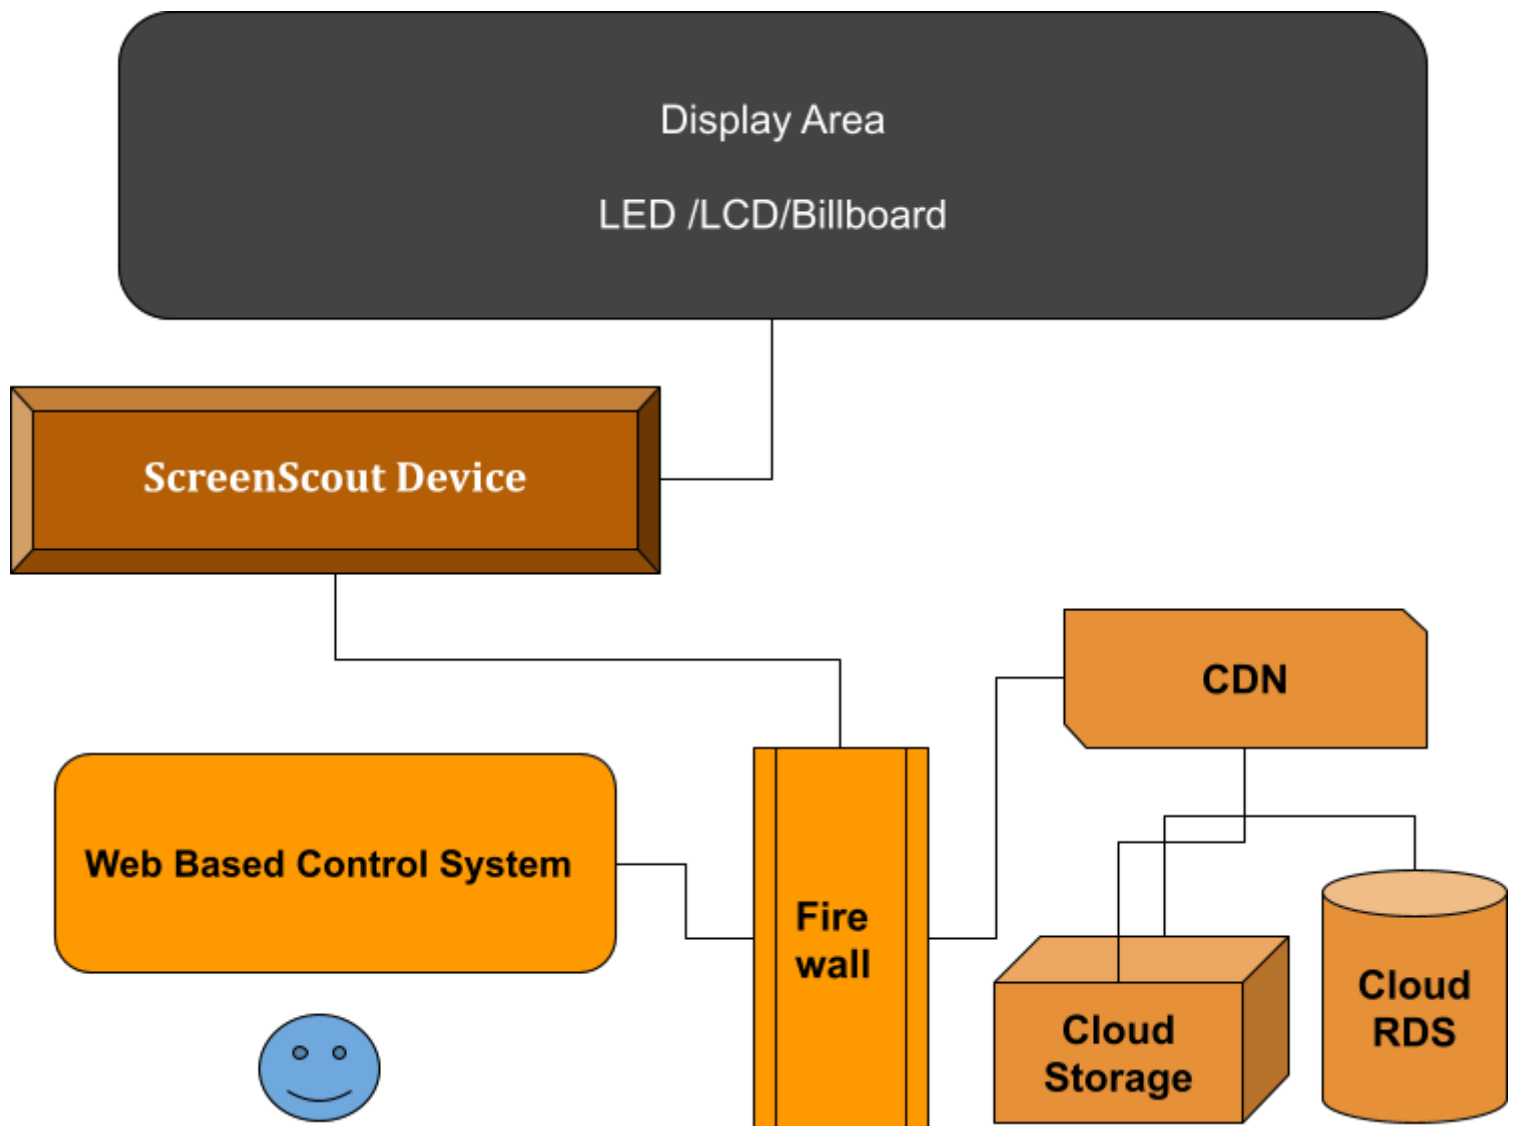 Display Area
LED /LCD/Billboard
ScreenScout Device
CDN
Web Based Control System
Fire
wall
Cloud
Storage
Cloud
RDS